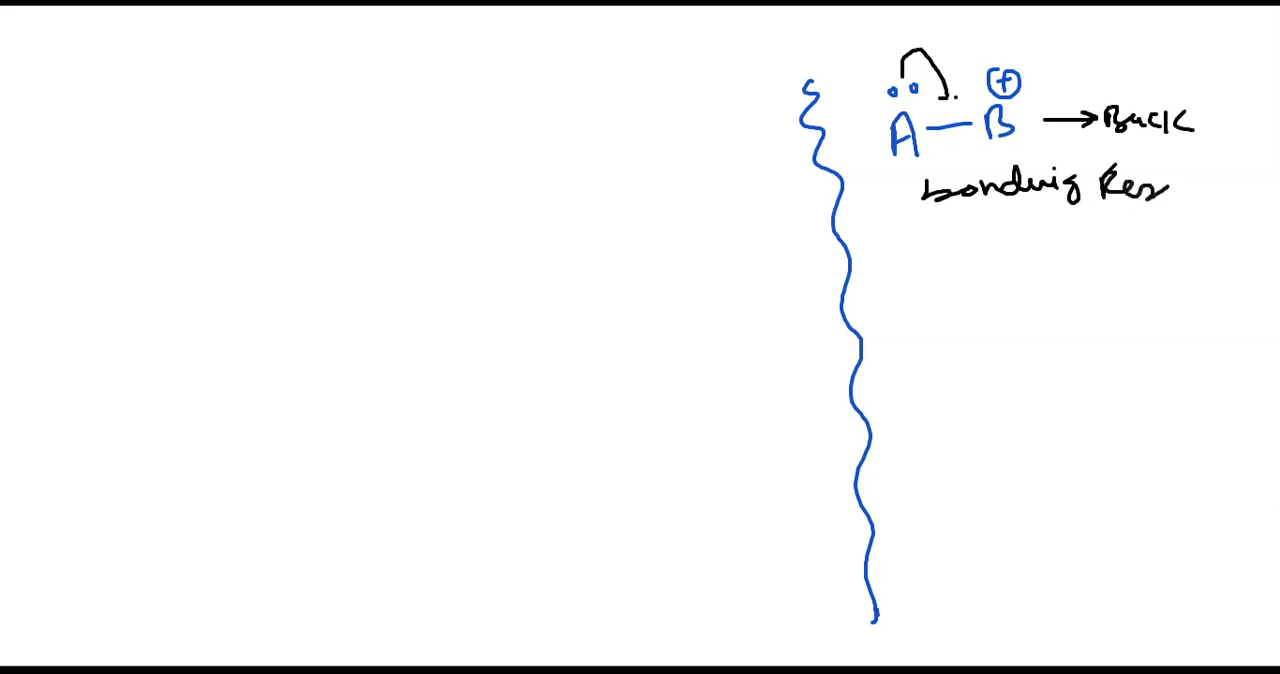 A — B ⊕ → Back
bonding Res